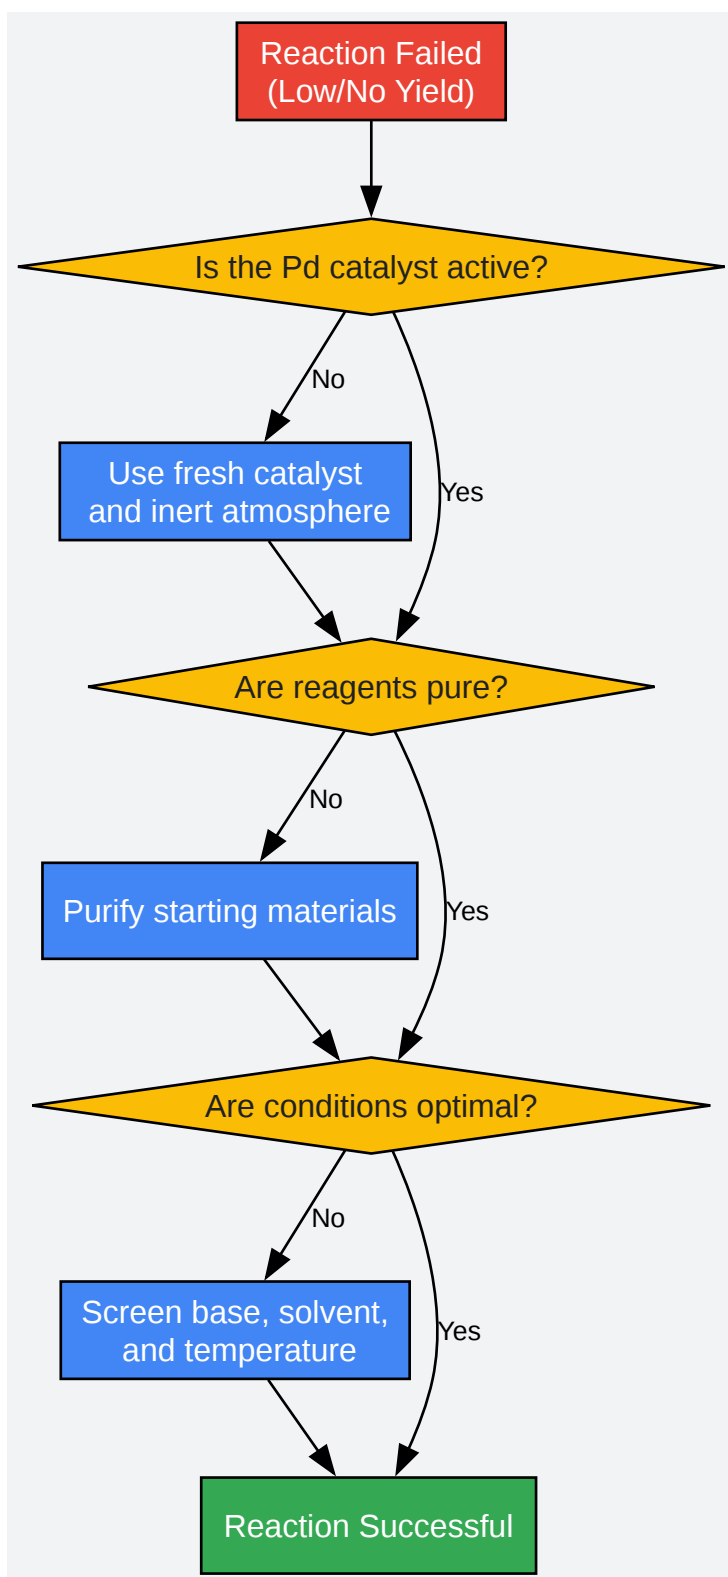 Reaction Failed
(Low/No Yield)
Is the Pd catalyst active?
No
Use fresh catalyst
and inert atmosphere
Yes
Are reagents pure?
No
Purify starting materials
Yes
Are conditions optimal?
No
Screen base, solvent,
and temperature
Yes
Reaction Successful